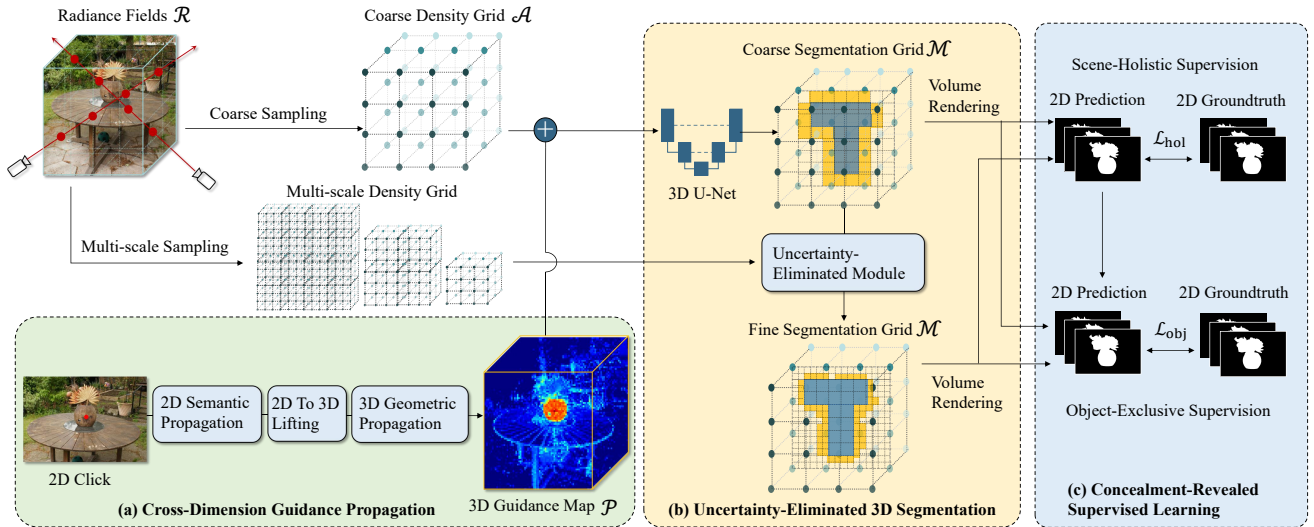 Radiance Fields ℛ
Coarse Density Grid 𝒜
Coarse Sampling
Multi-scale Density Grid
Multi-scale Sampling
2D Click
2D Semantic
Propagation
2D To 3D
Lifting
3D Geometric
Propagation
3D Guidance Map 𝒫
(a) Cross-Dimension Guidance Propagation
Coarse Segmentation Grid ℳ
3D U-Net
Uncertainty-
Eliminated Module
Fine Segmentation Grid ℳ
(b) Uncertainty-Eliminated 3D Segmentation
Volume
Rendering
Volume
Rendering
Scene-Holistic Supervision
2D Prediction
2D Groundtruth
ℒhol
2D Prediction
2D Groundtruth
ℒobj
Object-Exclusive Supervision
(c) Concealment-Revealed
Supervised Learning